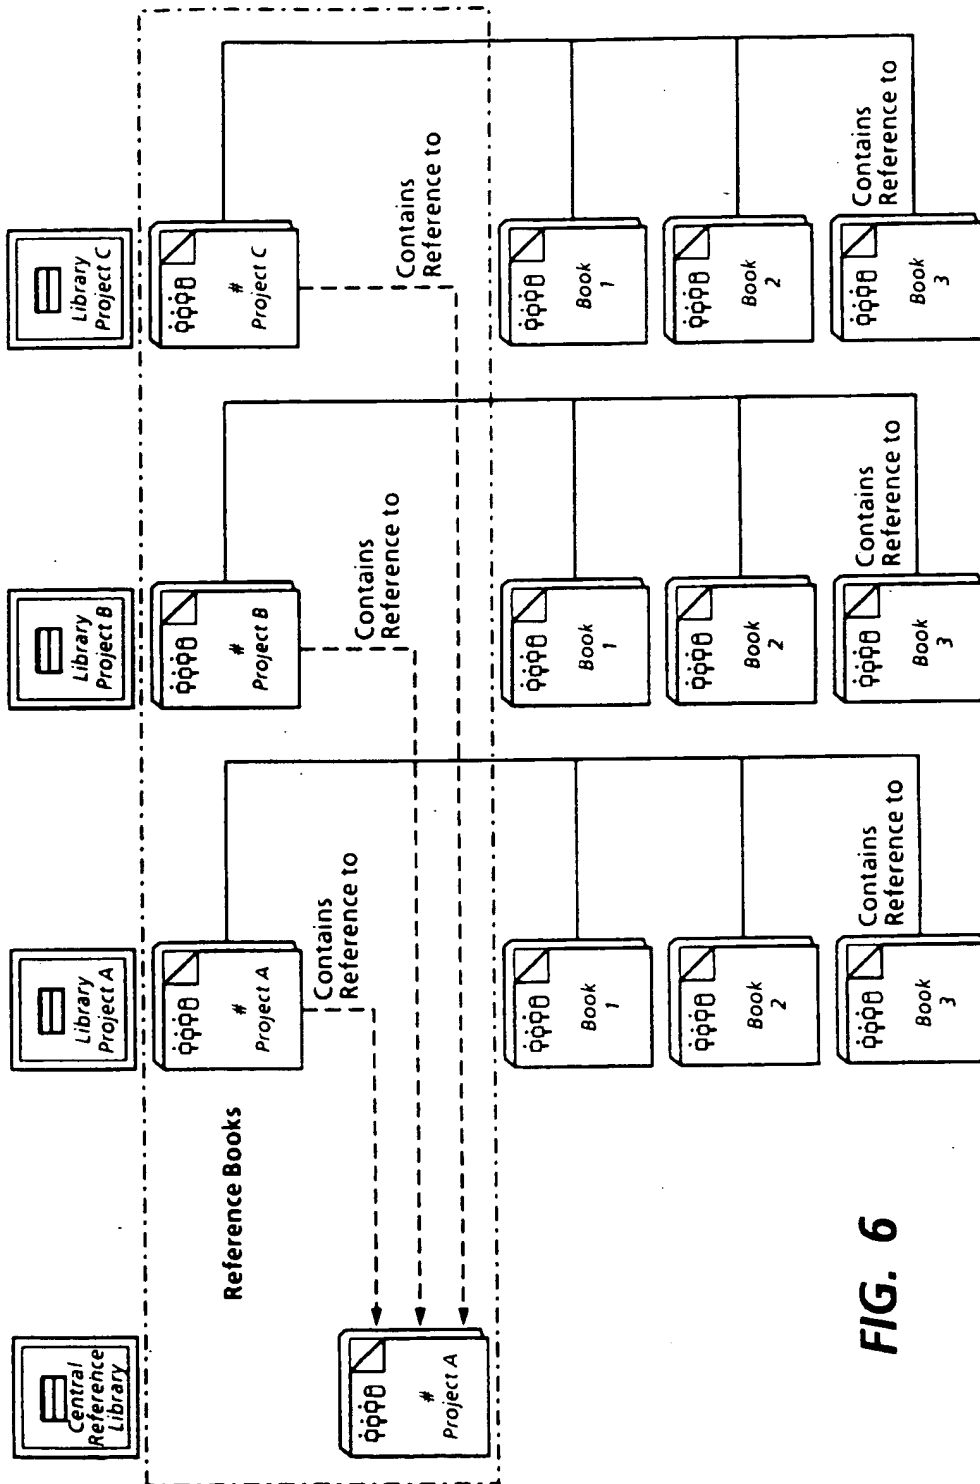 Central
Reference
Library
Library
Project A
Library
Project B
Library
Project C
Reference Books
#
Project A
#
Project A
#
Project B
#
Project C
Contains
Reference to
Contains
Reference to
Contains
Reference to
Book
1
Book
1
Book
1
Book
2
Book
2
Book
2
Book
3
Contains
Reference to
Book
3
Contains
Reference to
Book
3
Contains
Reference to
FIG. 6